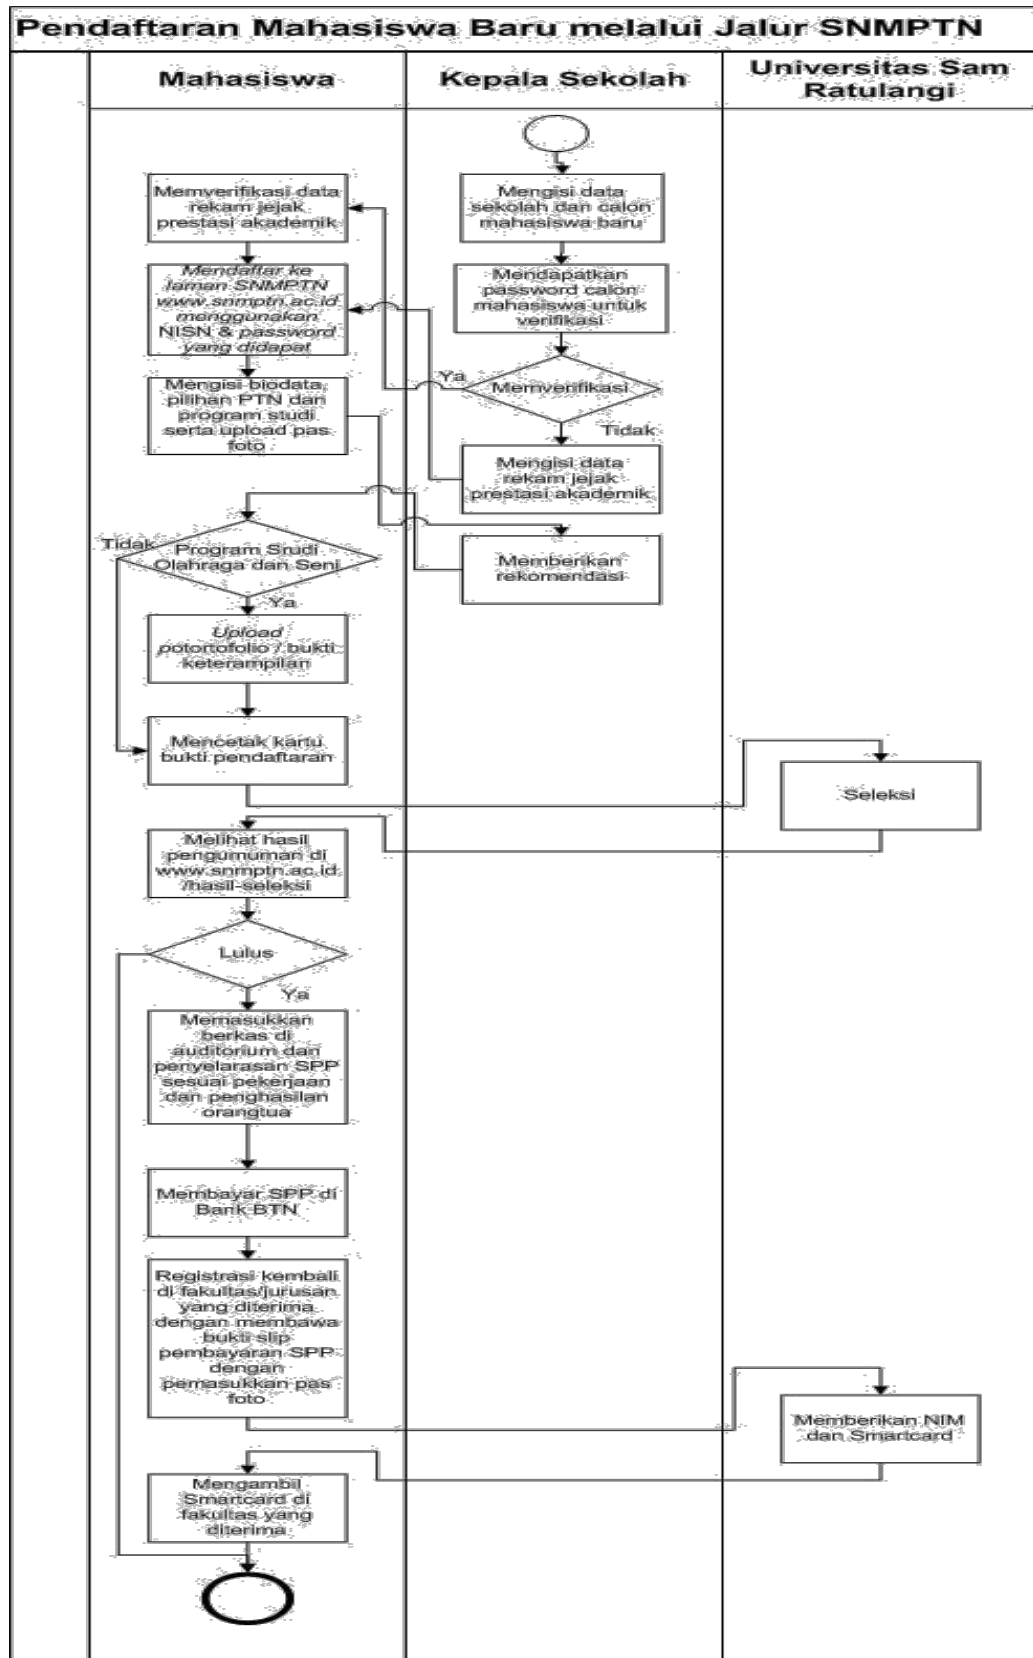 Pendaftaran Mahasiswa Baru melalui Jalur SNMPTN
Mahasiswa
Kepala Sekolah
Universitas Sam
Ratulangi
Mengisi data
sekolah dan calon
mahasiswa baru
Memverifikasi data
rekam jejak
prestasi akademik
Mendapatkan
password calon
mahasiswa untuk
verifikasi
Mendaftar ke
laman SNMPTN
www.snmptn.ac.id
menggunakan
NISN & password
yang didapat
Memverifikasi
Ya
Tidak
Mengisi biodata,
pilihan PTN dan
program studi
serta upload pas
foto
Mengisi data
rekam jejak
prestasi akademik
Memberikan
rekomendasi
Tidak
Program Srudi
Olahraga dan Seni
Ya
Upload
potortofolio / bukti
keterampilan
Mencetak kartu
bukti pendaftaran
Seleksi
Melihat hasil
pengumuman di
www.snmptn.ac.id
/hasil-seleksi
Lulus
Ya
Memasukkan
berkas di
auditorium dan
penyelarasan SPP
sesuai pekerjaan
dan penghasilan
orangtua
Membayar SPP di
Bank BTN
Registrasi kembali
di fakultas/jurusan
yang diterima
dengan membawa
bukti slip
pembayaran SPP
dengan
pemasukkan pas
foto
Memberikan NIM
dan Smartcard
Mengambil
Smartcard di
fakultas yang
diterima